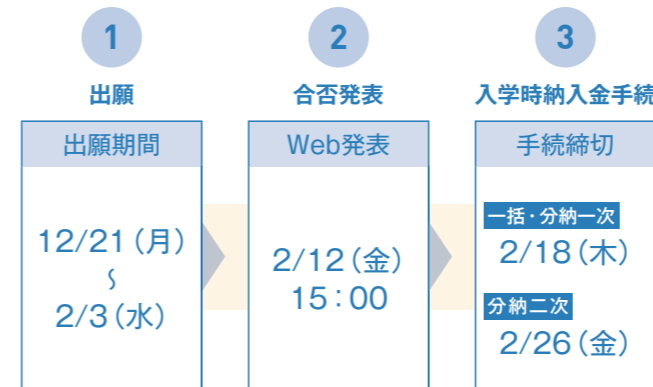 1
出願
出願期間
12/21（月）
〜
2/3（水）
2
合否発表
Web発表
2/12（金）
15：00
3
入学時納入金手続
手続締切
一括・分納一次
2/18（木）
分納二次
2/26（金）